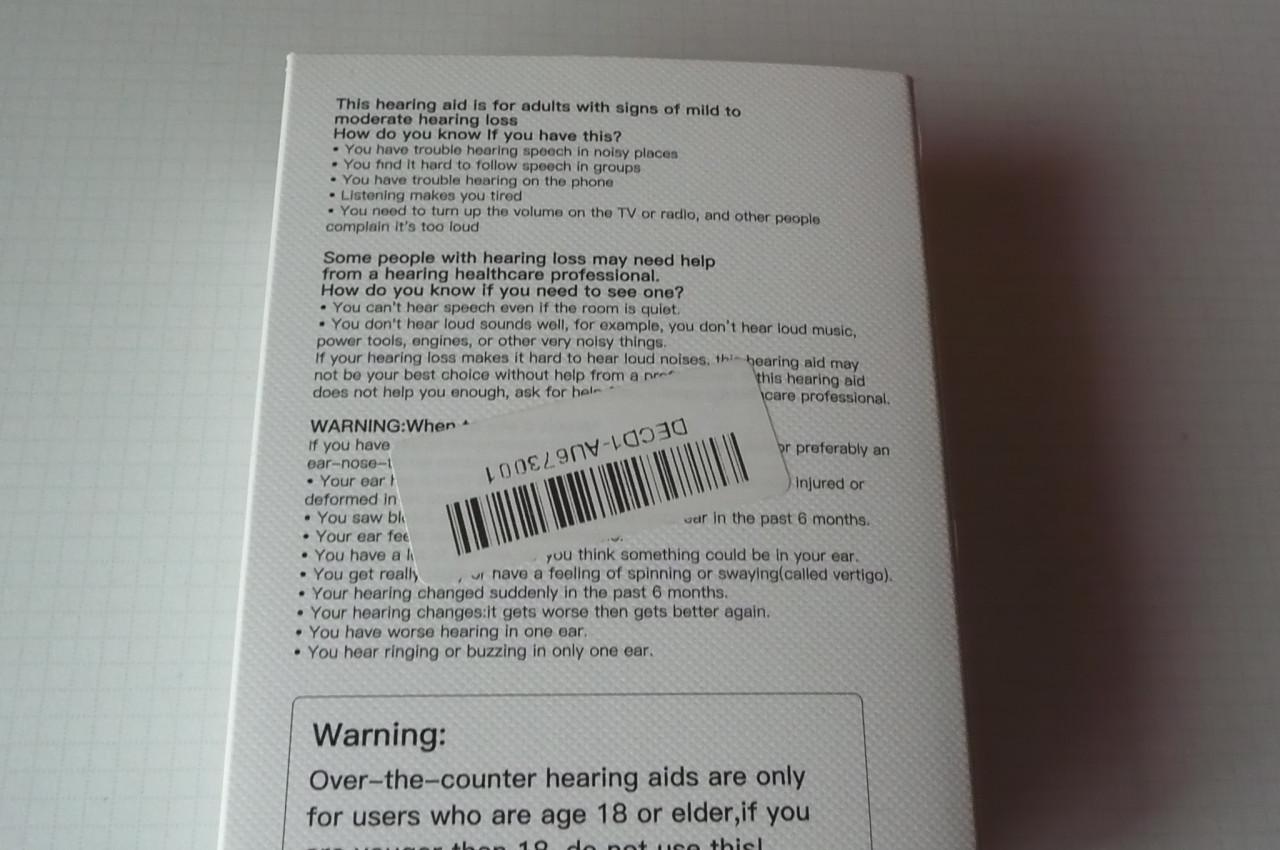 This hearing aid is for adults with signs of mild to
moderate hearing loss
How do you know If you have this?
• You have trouble hearing speech in noisy places
• You find it hard to follow speech in groups
• You have trouble hearing on the phone
• Listening makes you tired
• You need to turn up the volume on the TV or radio, and other people
complain it's too loud
Some people with hearing loss may need help
from a hearing healthcare professional.
How do you know if you need to see one?
• You can't hear speech even if the room is quiet.
• You don't hear loud sounds well, for example, you don't hear loud music,
power tools, engines, or other very noisy things.
If your hearing loss makes it hard to hear loud noises, this hearing aid may
not be your best choice without help from a this hearing aid
does not help you enough, ask for help professional.
WARNING:When
If you have or preferably an
• Your ear injured or
deformed in
• You saw ear in the past 6 months.
• Your ear
• You have a you think something could be in your ear.
• You get really or have a feeling of spinning or swaying(called vertigo).
• Your hearing changed suddenly in the past 6 months.
• Your hearing changes:it gets worse then gets better again.
• You have worse hearing in one ear.
• You hear ringing or buzzing in only one ear.
DECD1-AU673001
Warning:
Over-the-counter hearing aids are only
for users who are age 18 or elder,if you
than 18, do not use this!